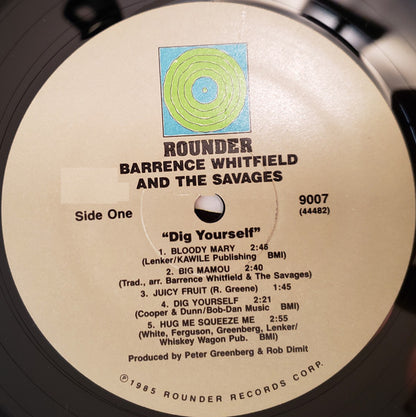 ROUNDER
BARRENCE WHITFIELD
AND THE SAVAGES
Side One
9007
(44482)
"Dig Yourself"
1. BLOODY MARY 2:46
(Lenker/KAWILE Publishing BMI)
2. BIG MAMOU 2:40
(Trad., arr. Barrence Whitfield & The Savages)
3. JUICY FRUIT (R. Greene) 1:45
4. DIG YOURSELF 2:21
(Cooper & Dunn/Bob-Dan Music BMI)
5. HUG ME SQUEEZE ME 2:55
(White, Ferguson, Greenberg, Lenker/
Whiskey Wagon Pub. BMI)
Produced by Peter Greenberg & Rob Dimit
℗1985 ROUNDER RECORDS CORP.